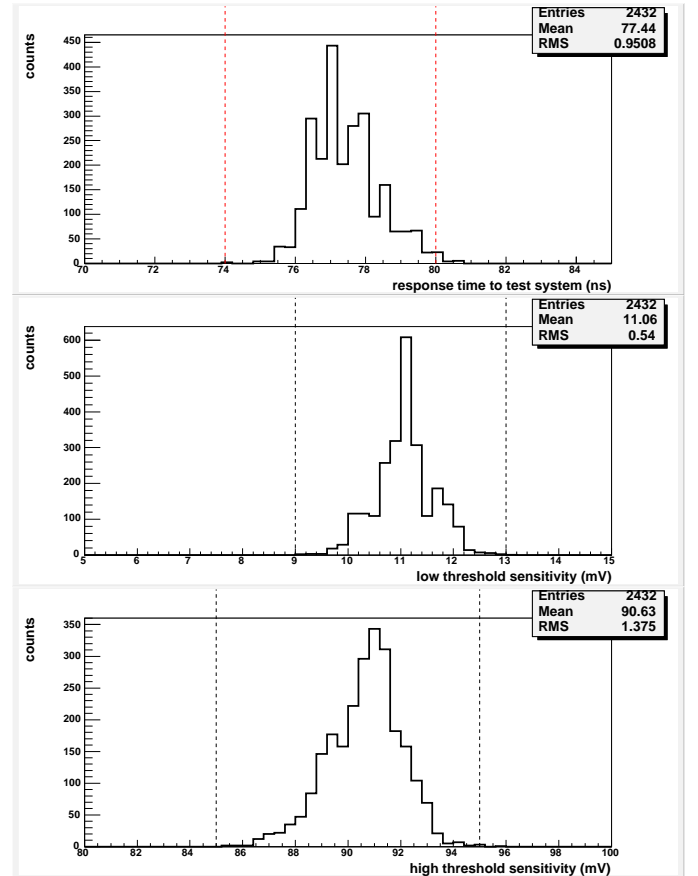 Entries 2432
Mean 77.44
RMS 0.9508
counts
450
400
350
300
250
200
150
100
50
0
70 72 74 76 78 80 82 84
response time to test system (ns)
Entries 2432
Mean 11.06
RMS 0.54
counts
600
500
400
300
200
100
0
5 6 7 8 9 10 11 12 13 14 15
low threshold sensitivity (mV)
Entries 2432
Mean 90.63
RMS 1.375
counts
350
300
250
200
150
100
50
0
80 82 84 86 88 90 92 94 96 98 100
high threshold sensitivity (mV)